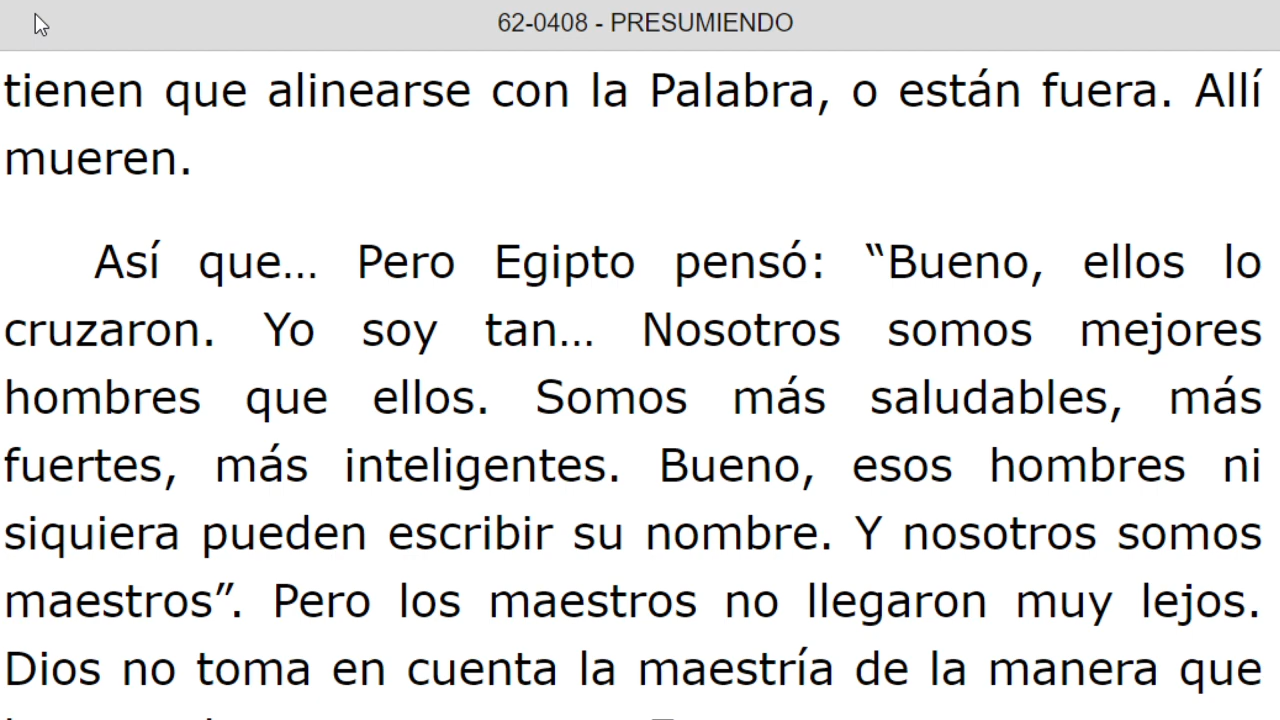 62-0408 - PRESUMIENDO
tienen que alinearse con la Palabra, o están fuera. Allí
mueren.
Así que… Pero Egipto pensó: “Bueno, ellos lo
cruzaron. Yo soy tan… Nosotros somos mejores
hombres que ellos. Somos más saludables, más
fuertes, más inteligentes. Bueno, esos hombres ni
siquiera pueden escribir su nombre. Y nosotros somos
maestros”. Pero los maestros no llegaron muy lejos.
Dios no toma en cuenta la maestría de la manera que